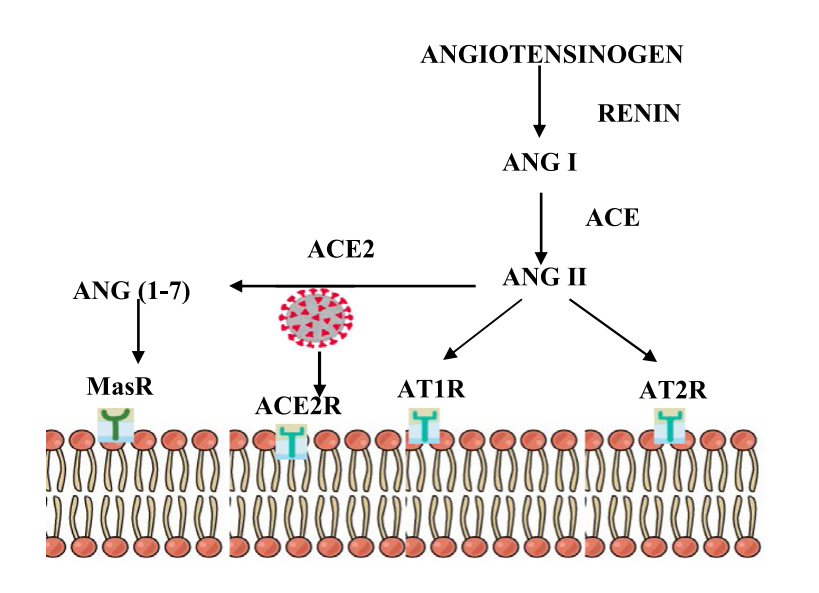 ANGIOTENSINOGEN
RENIN
ANG I
ACE
ACE2
ANG II
ANG (1-7)
MasR
ACE2R
AT1R
AT2R